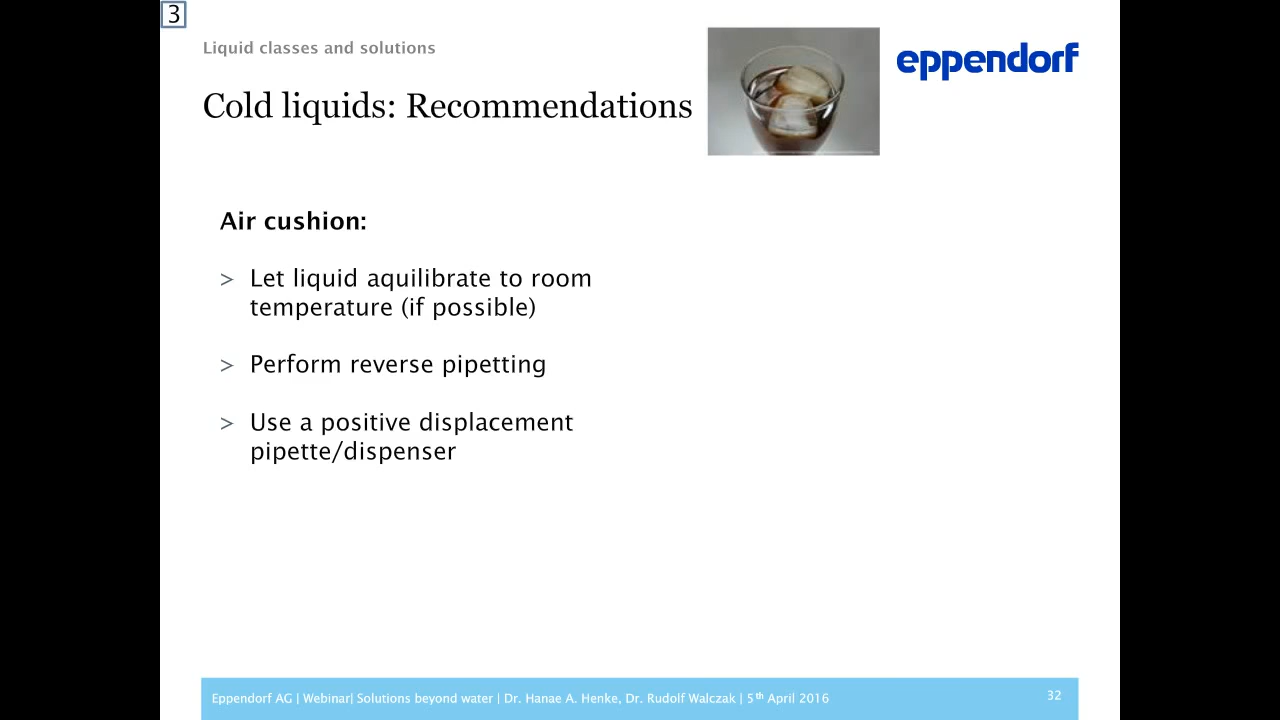 3
Liquid classes and solutions
eppendorf
Cold liquids: Recommendations
Air cushion:
> Let liquid aquilibrate to room
temperature (if possible)
> Perform reverse pipetting
> Use a positive displacement
pipette/dispenser
Eppendorf AG | Webinar| Solutions beyond water | Dr. Hanae A. Henke, Dr. Rudolf Walczak | 5th April 2016
32